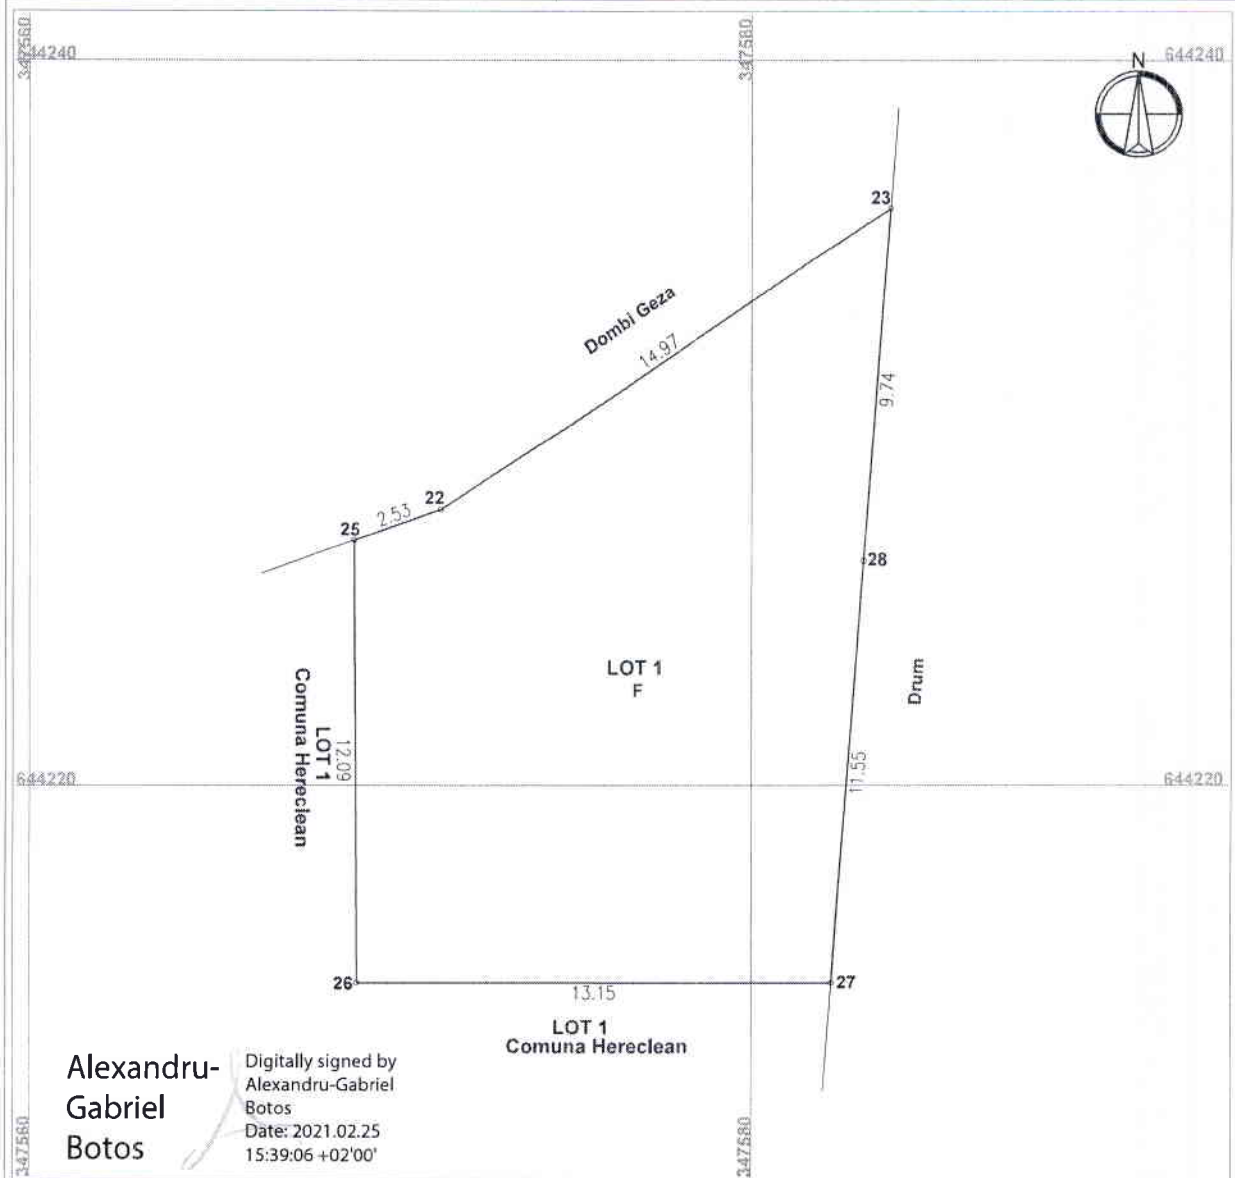 347560
347580
644240
644240
N
23
Dombi Geza
14.97
9.74
22
2.53
25
28
LOT 1
F
Drum
Comuna Hereclean
LOT 1
12.09
11.55
644220
644220
26
27
13.15
LOT 1
Comuna Hereclean
Alexandru-
Gabriel
Botos
Digitally signed by
Alexandru-Gabriel
Botos
Date: 2021.02.25
15:39:06 +02'00'
347560
347580